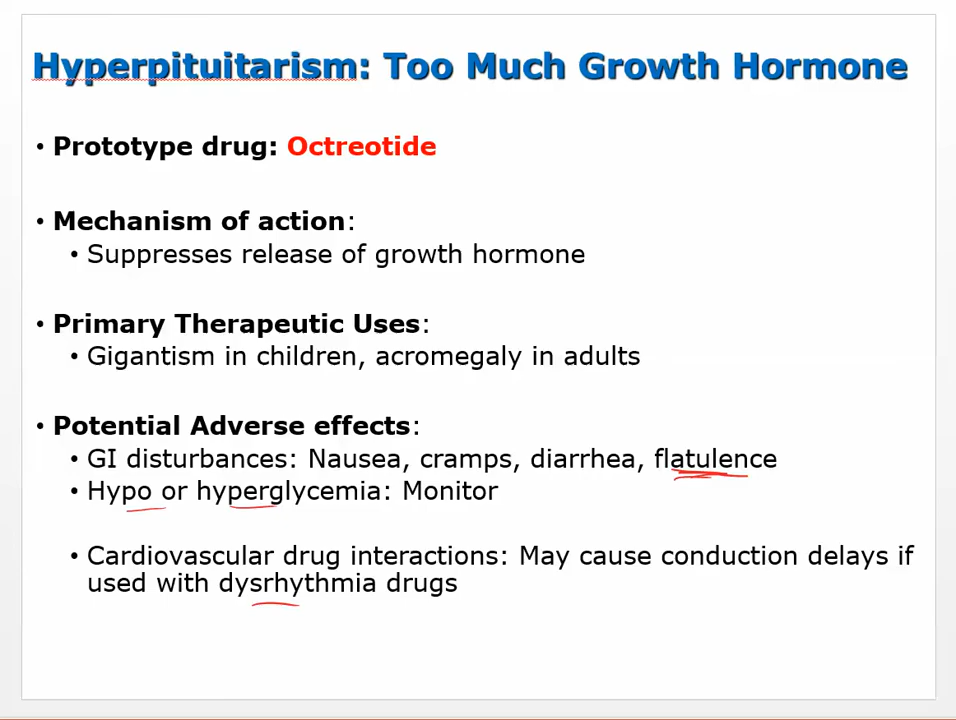 Hyperpituitarism: Too Much Growth Hormone
• Prototype drug: Octreotide
• Mechanism of action:
• Suppresses release of growth hormone
• Primary Therapeutic Uses:
• Gigantism in children, acromegaly in adults
• Potential Adverse effects:
• GI disturbances: Nausea, cramps, diarrhea, flatulence
• Hypo or hyperglycemia: Monitor
• Cardiovascular drug interactions: May cause conduction delays if
used with dysrhythmia drugs